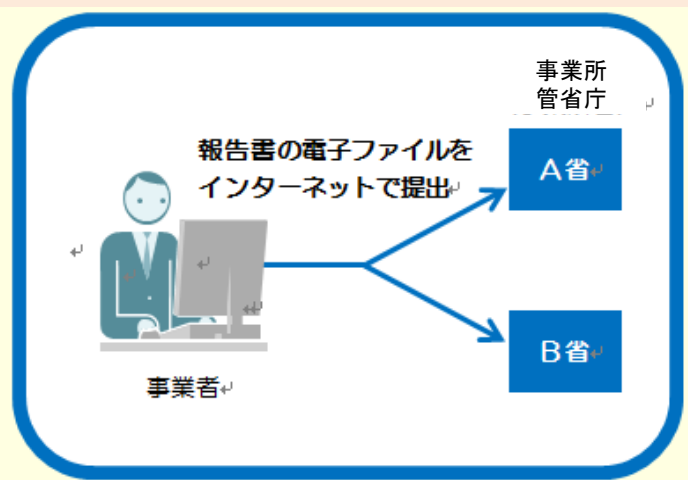 事業所
管省庁
報告書の電子ファイルを
インターネットで提出
A省
B省
事業者